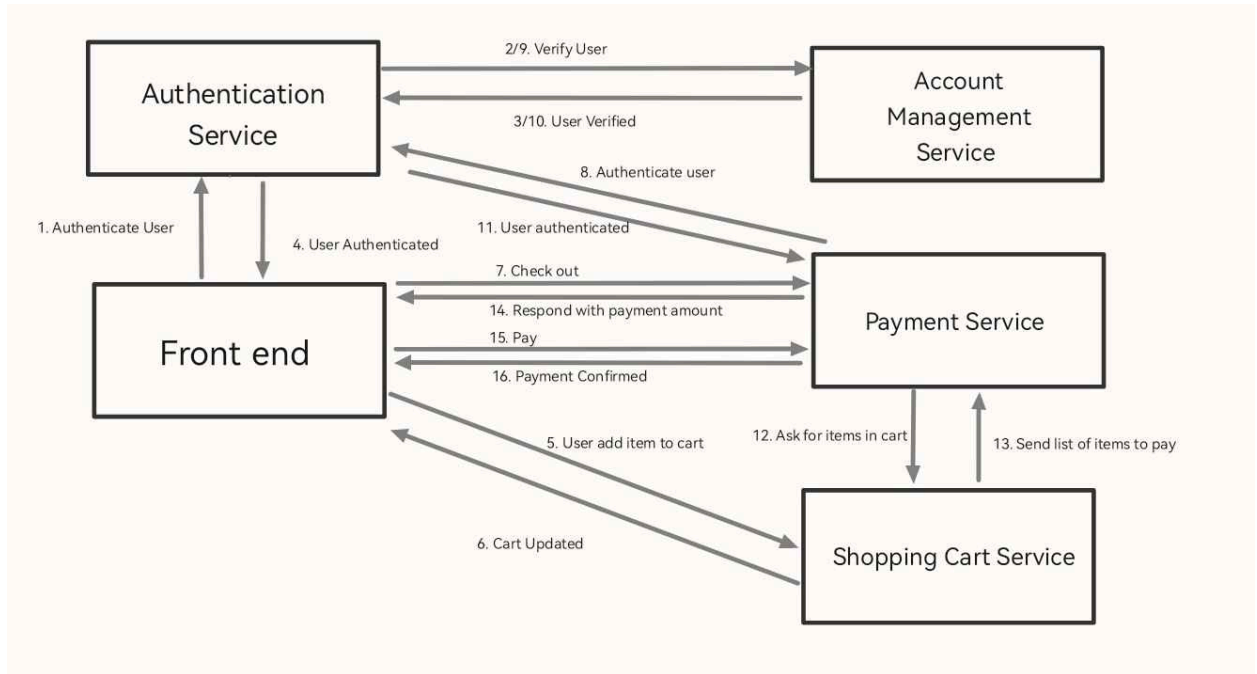 2/9. Verify User
Authentication
Service
Account
Management
Service
3/10. User Verified
8. Authenticate user
1. Authenticate User
4. User Authenticated
11. User authenticated
7. Check out
14. Respond with payment amount
15. Pay
16. Payment Confirmed
Front end
Payment Service
5. User add item to cart
12. Ask for items in cart
13. Send list of items to pay
6. Cart Updated
Shopping Cart Service